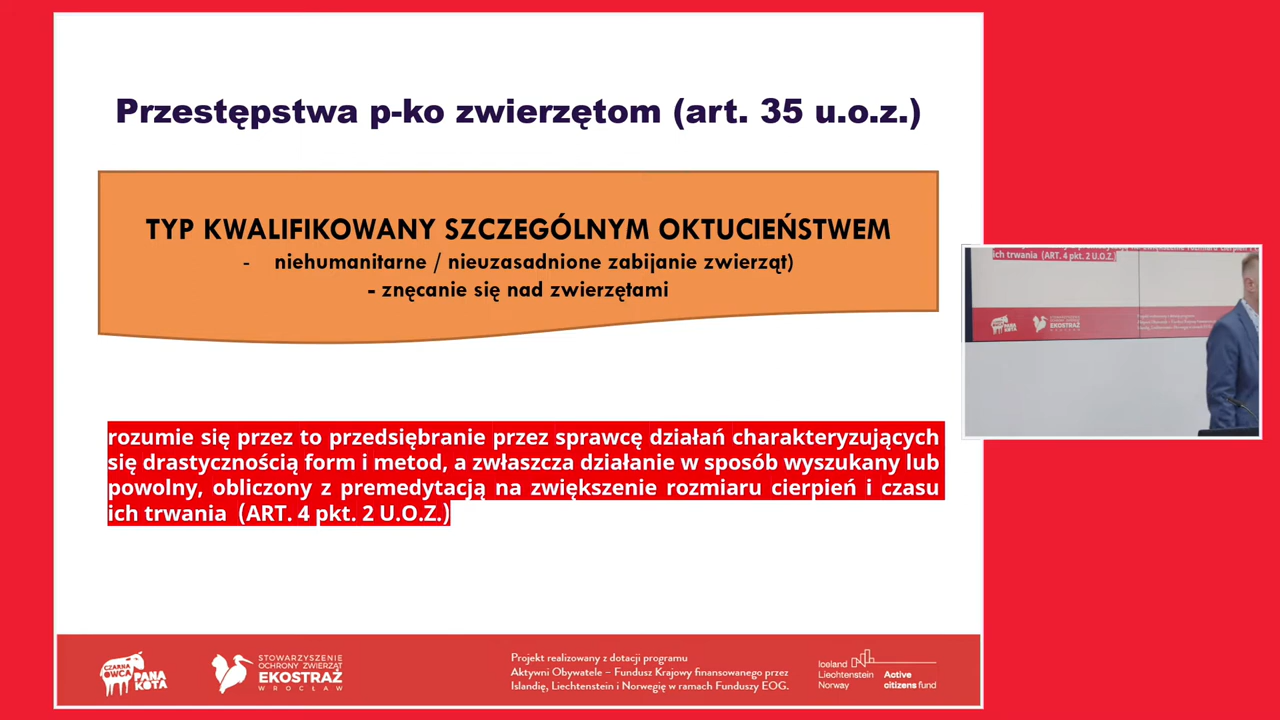 Przestępstwa p-ko zwierzętom (art. 35 u.o.z.)
TYP KWALIFIKOWANY SZCZEGÓLNYM OKTUCIEŃSTWEM
- niehumanitarne / nieuzasadnione zabijanie zwierząt)
- znęcanie się nad zwierzętami
rozumie się przez to przedsiębranie przez sprawcę działań charakteryzujących
się drastycznością form i metod, a zwłaszcza działanie w sposób wyszukany lub
powolny, obliczony z premedytacją na zwiększenie rozmiaru cierpień i czasu
ich trwania (ART. 4 pkt. 2 U.O.Z.)
CZARNA
OWCA
PANA
KOTA
STOWARZYSZENIE
OCHRONY ZWIERZĄT
EKOSTRAŻ
WROCŁAW
Projekt realizowany z dotacji programu
Aktywni Obywatele – Fundusz Krajowy finansowanego przez
Islandię, Liechtenstein i Norwegię w ramach Funduszy EOG.
Iceland
Liechtenstein
Norway
Active
citizens fund
ich trwania (ART. 4 pkt. 2 U.O.Z.)
PANA
KOTA
EKOSTRAŻ